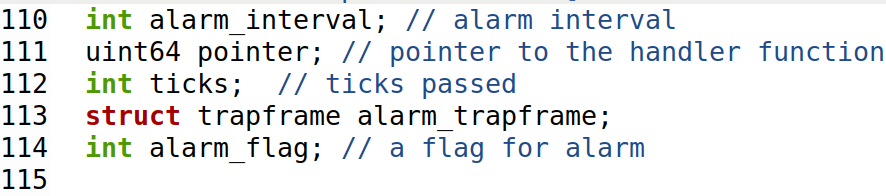 110 int alarm_interval; // alarm interval
111 uint64 pointer; // pointer to the handler function
112 int ticks;  // ticks passed
113 struct trapframe alarm_trapframe;
114 int alarm_flag; // a flag for alarm
115